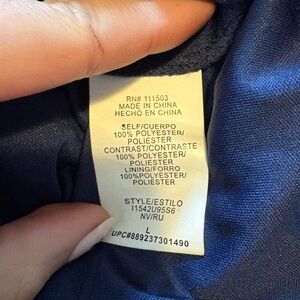 RN# 111503
MADE IN CHINA
HECHO EN CHINA
SELF/CUERPO
100% POLYESTER/
POLIESTER
CONTRAST/CONTRASTE
100% POLYESTER/
POLIESTER
LINING/FORRO
100%POLYESTER/
POLIESTER
STYLE/ESTILO
I1542U95S6
NV/RU
L
UPC#889237301490